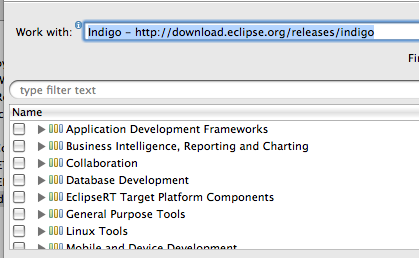 Work with: Indigo - http://download.eclipse.org/releases/indigo
type filter text
Name
Application Development Frameworks
Business Intelligence, Reporting and Charting
Collaboration
Database Development
EclipseRT Target Platform Components
General Purpose Tools
Linux Tools
Mobile and Device Development